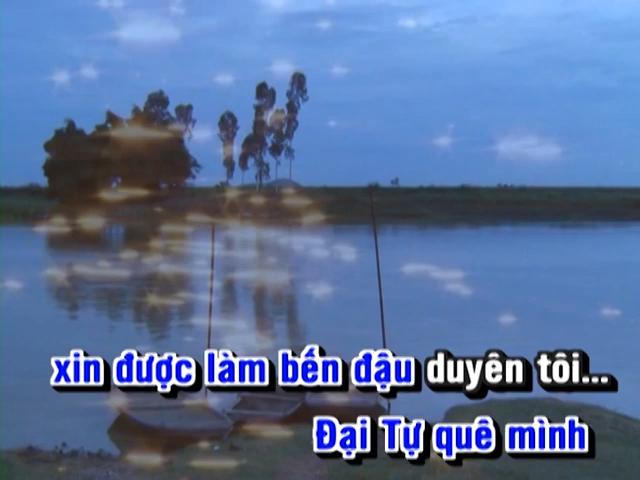 xin được làm bến đậu duyên tôi...
Đại Tự quê mình